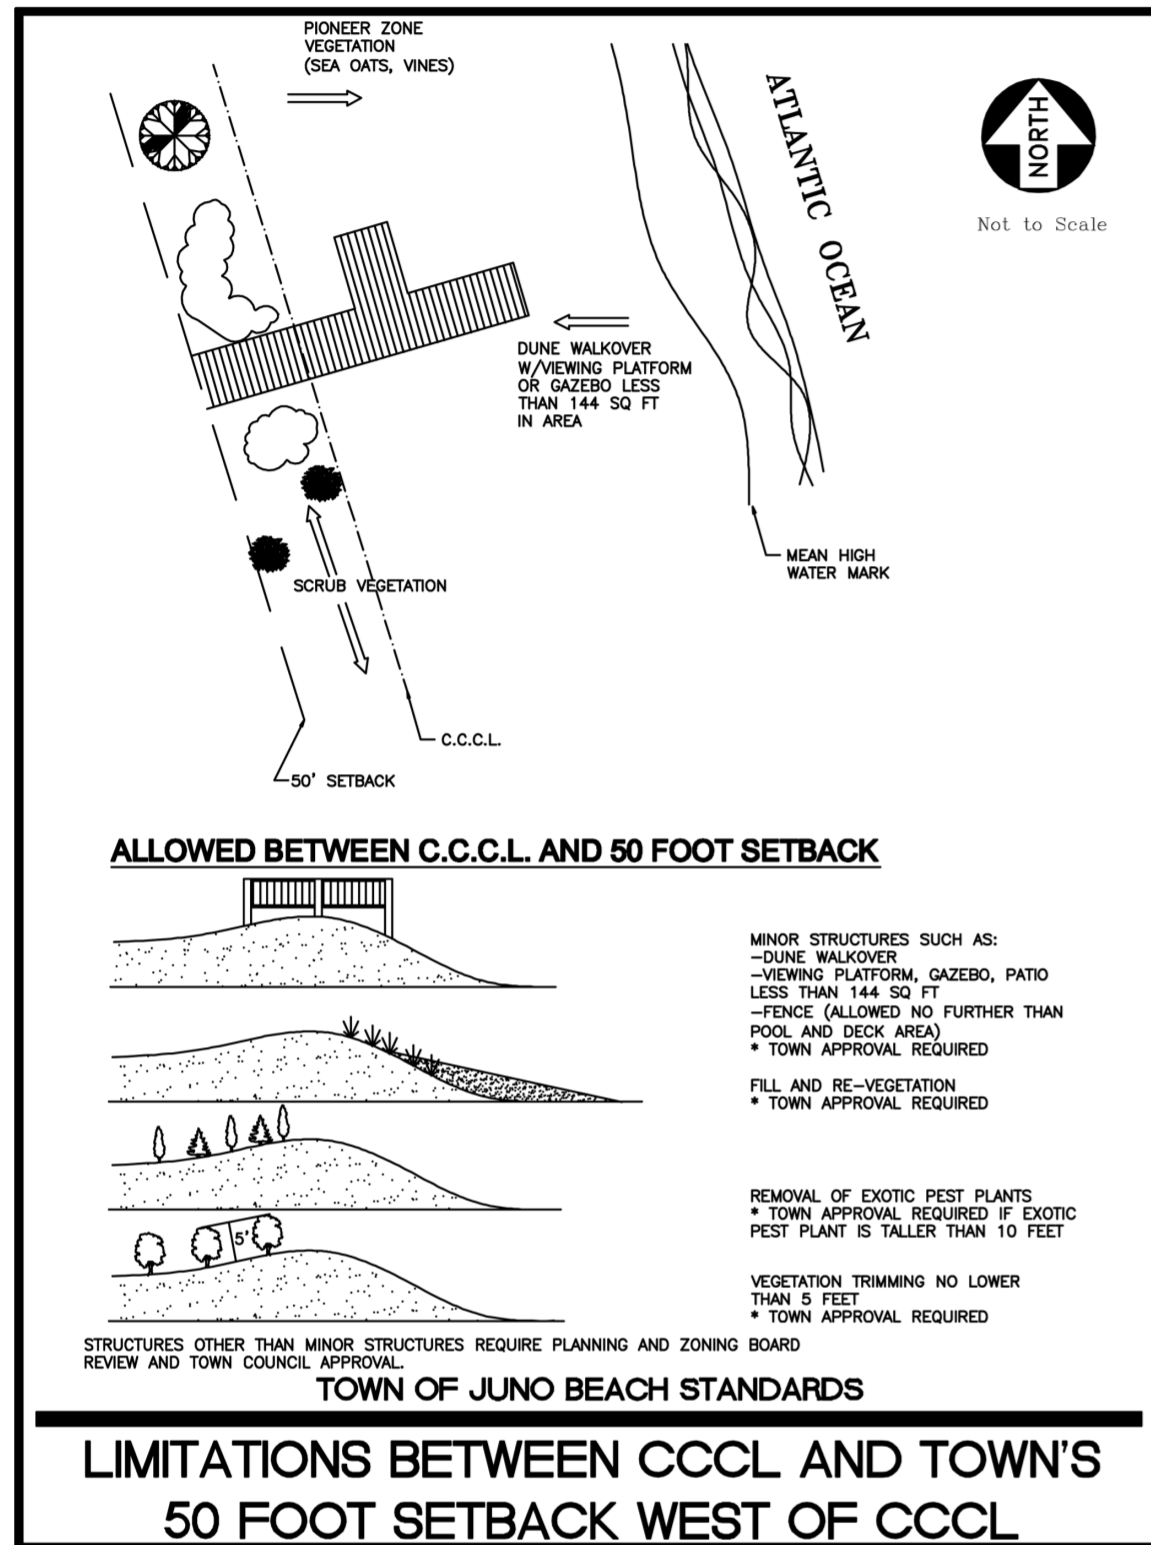 PIONEER ZONE
VEGETATION
(SEA OATS, VINES)
ATLANTIC OCEAN
NORTH
Not to Scale
DUNE WALKOVER
W/VIEWING PLATFORM
OR GAZEBO LESS
THAN 144 SQ FT
IN AREA
MEAN HIGH
WATER MARK
SCRUB VEGETATION
C.C.C.L.
50' SETBACK
ALLOWED BETWEEN C.C.C.L. AND 50 FOOT SETBACK
MINOR STRUCTURES SUCH AS:
-DUNE WALKOVER
-VIEWING PLATFORM, GAZEBO, PATIO
LESS THAN 144 SQ FT
-FENCE (ALLOWED NO FURTHER THAN
POOL AND DECK AREA)
* TOWN APPROVAL REQUIRED
FILL AND RE-VEGETATION
* TOWN APPROVAL REQUIRED
REMOVAL OF EXOTIC PEST PLANTS
* TOWN APPROVAL REQUIRED IF EXOTIC
PEST PLANT IS TALLER THAN 10 FEET
5'
VEGETATION TRIMMING NO LOWER
THAN 5 FEET
* TOWN APPROVAL REQUIRED
STRUCTURES OTHER THAN MINOR STRUCTURES REQUIRE PLANNING AND ZONING BOARD
REVIEW AND TOWN COUNCIL APPROVAL.
TOWN OF JUNO BEACH STANDARDS
LIMITATIONS BETWEEN CCCL AND TOWN'S
50 FOOT SETBACK WEST OF CCCL